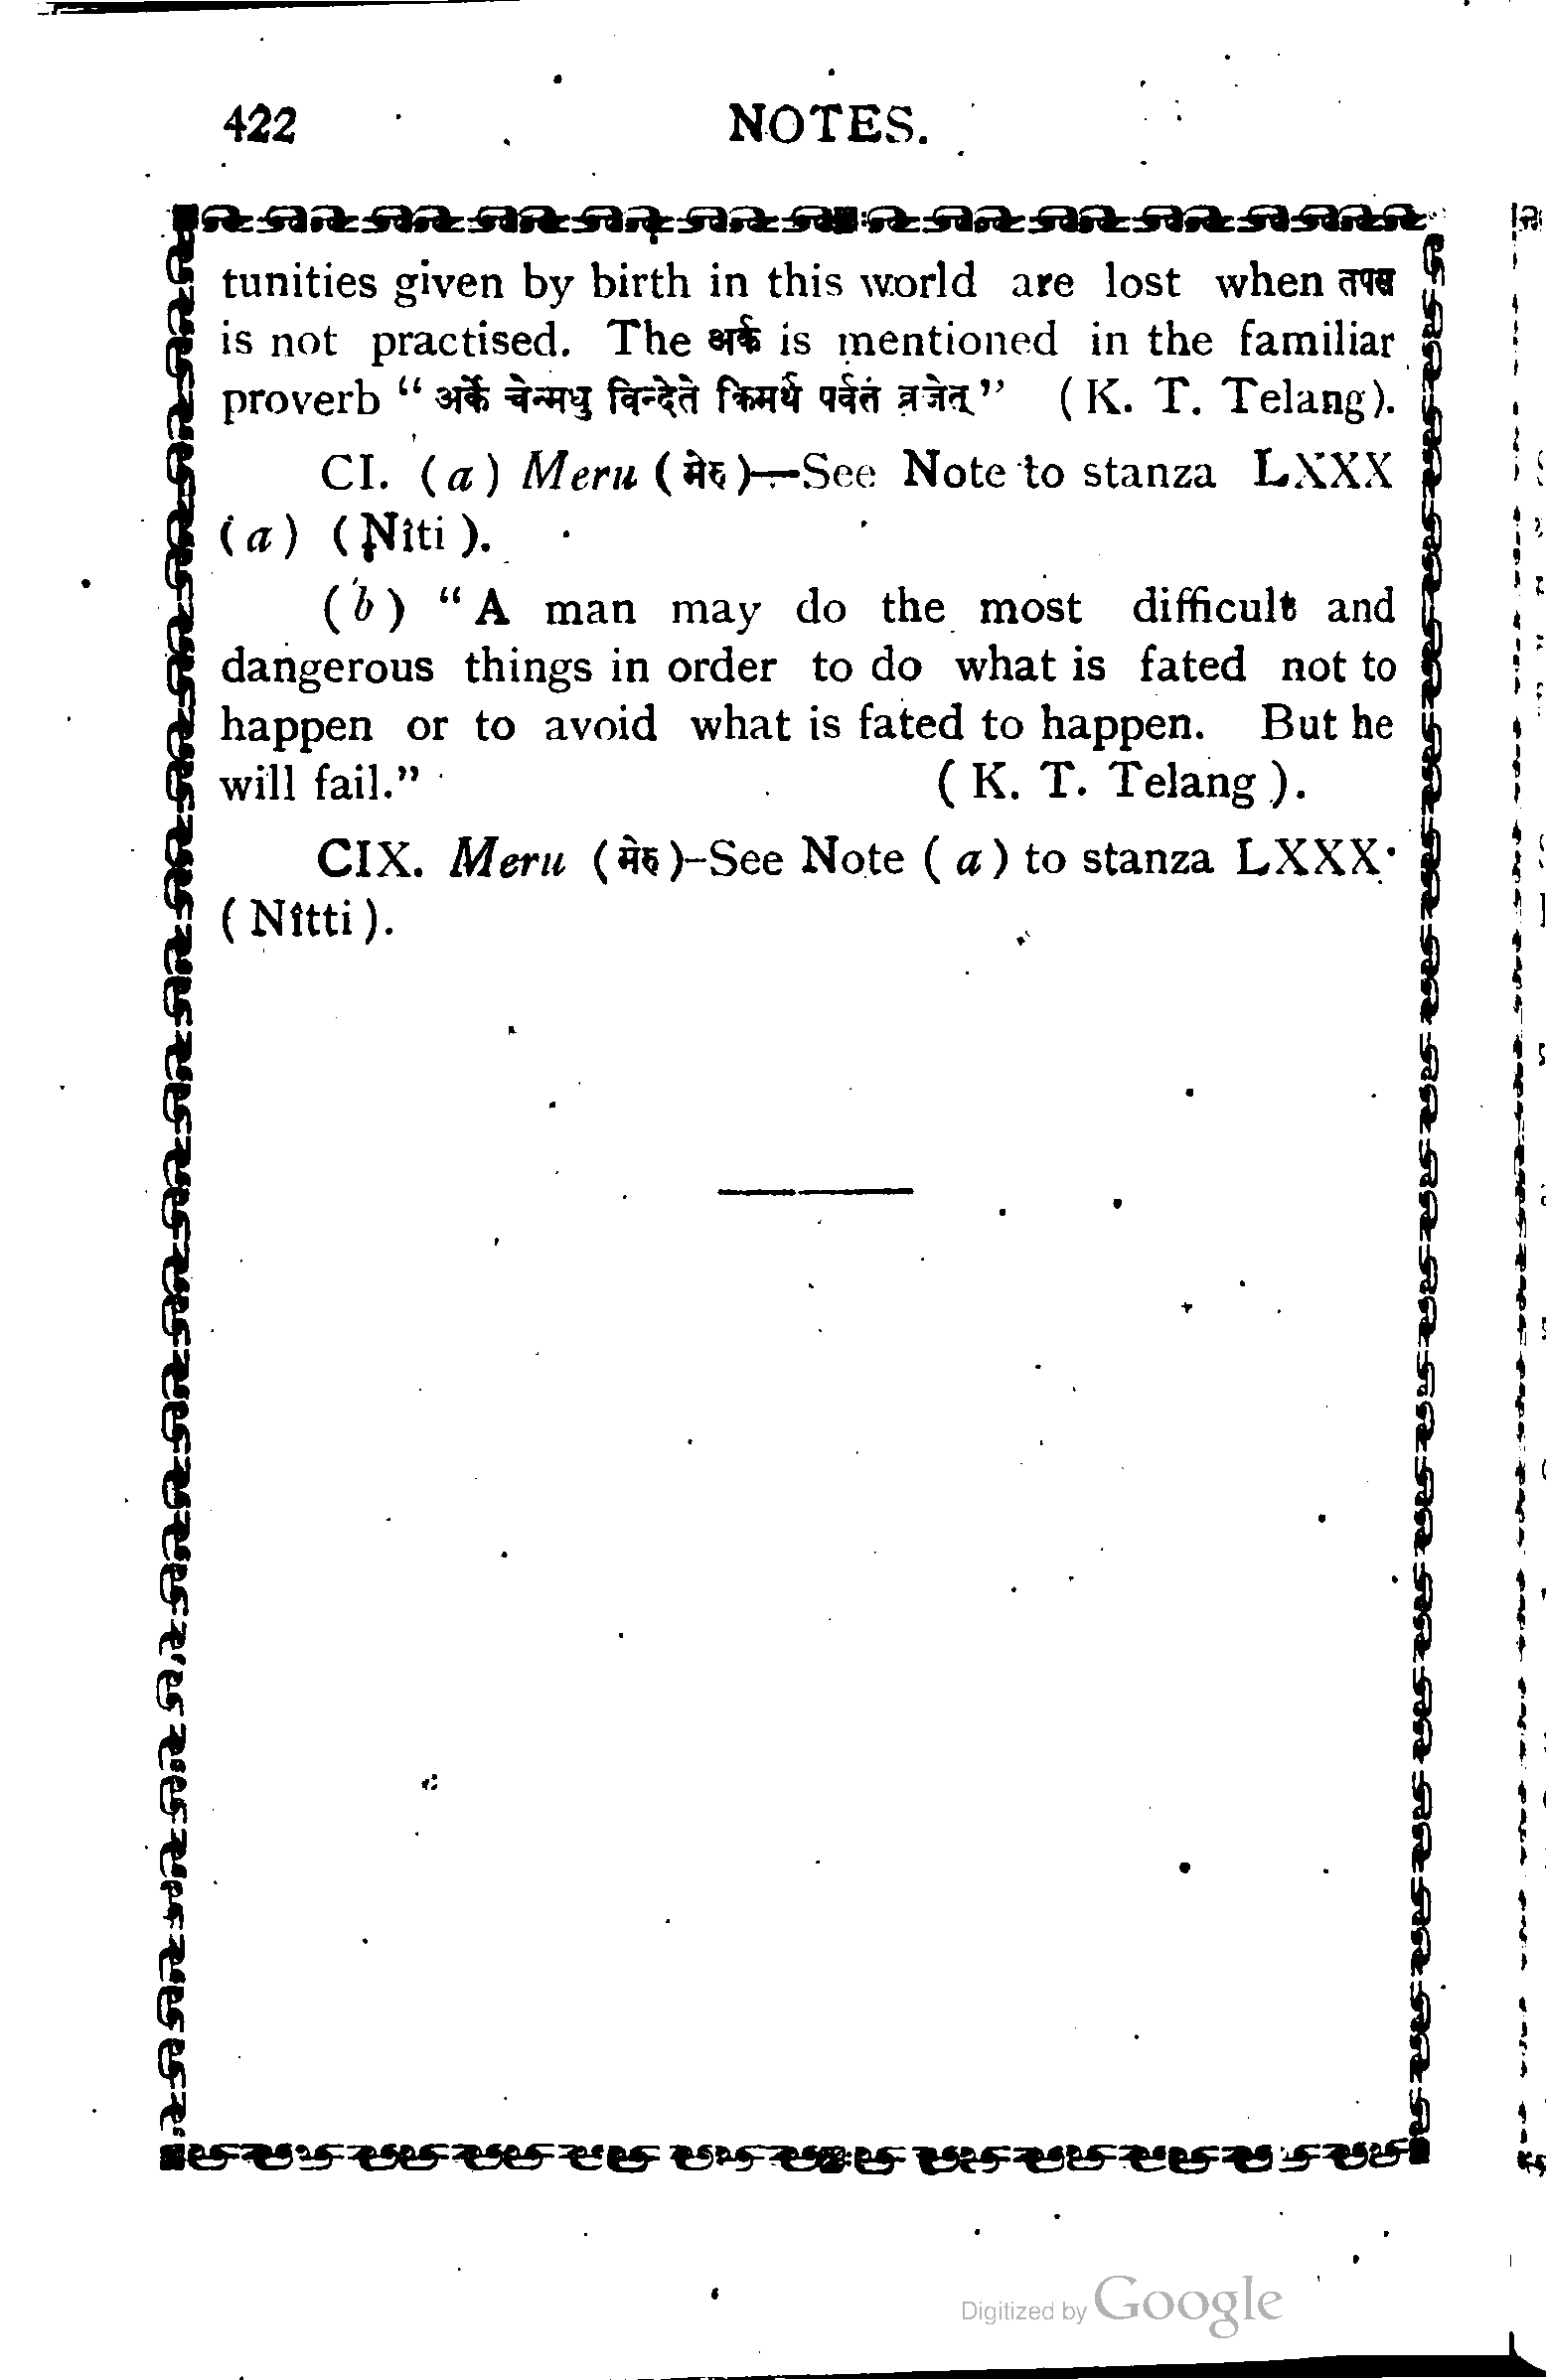 422 NOTES.
tunities given by birth in this world are lost when तपस
is not practised. The अर्क is mentioned in the familiar
proverb “अर्के चेन्मधु विन्देते किमर्थ पर्वतं व्रजेत्” (K. T. Telang).
CI. (a) Meru (मेरु)—See Note to stanza LXXX
(a) (Nîti).
(b) “A man may do the most difficult and
dangerous things in order to do what is fated not to
happen or to avoid what is fated to happen. But he
will fail.” (K. T. Telang).
CIX. Meru (मेरु)-See Note (a) to stanza LXXX.
(Nîtti).
Digitized by Google